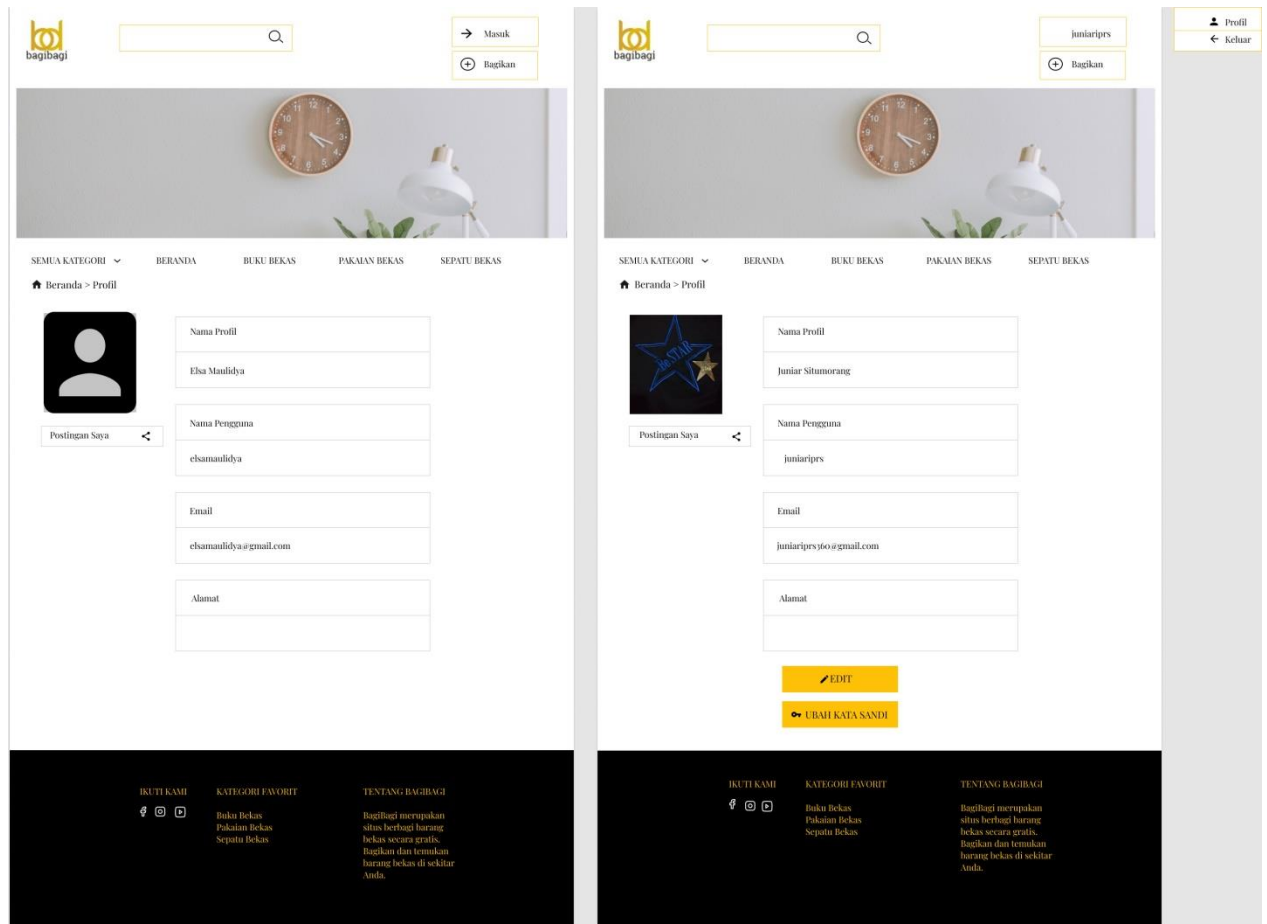 bagibagi
Masuk
Bagikan
SEMUA KATEGORI
BERANDA
BUKU BEKAS
PAKAIAN BEKAS
SEPATU BEKAS
Beranda > Profil
Nama Profil
Elsa Maulidya
Postingan Saya
Nama Pengguna
elsamaulidya
Email
elsamaulidya@gmail.com
Alamat
IKUTI KAMI
KATEGORI FAVORIT
Buku Bekas
Pakaian Bekas
Sepatu Bekas
TENTANG BAGIBAGI
BagiBagi merupakan
situs berbagi barang
bekas secara gratis.
Bagikan dan temukan
barang bekas di sekitar
Anda.
bagibagi
juniariprs
Bagikan
Profil
Keluar
SEMUA KATEGORI
BERANDA
BUKU BEKAS
PAKAIAN BEKAS
SEPATU BEKAS
Beranda > Profil
Be STAR
Nama Profil
Juniar Situmorang
Postingan Saya
Nama Pengguna
juniariprs
Email
juniariprs360@gmail.com
Alamat
EDIT
UBAH KATA SANDI
IKUTI KAMI
KATEGORI FAVORIT
Buku Bekas
Pakaian Bekas
Sepatu Bekas
TENTANG BAGIBAGI
BagiBagi merupakan
situs berbagi barang
bekas secara gratis.
Bagikan dan temukan
barang bekas di sekitar
Anda.